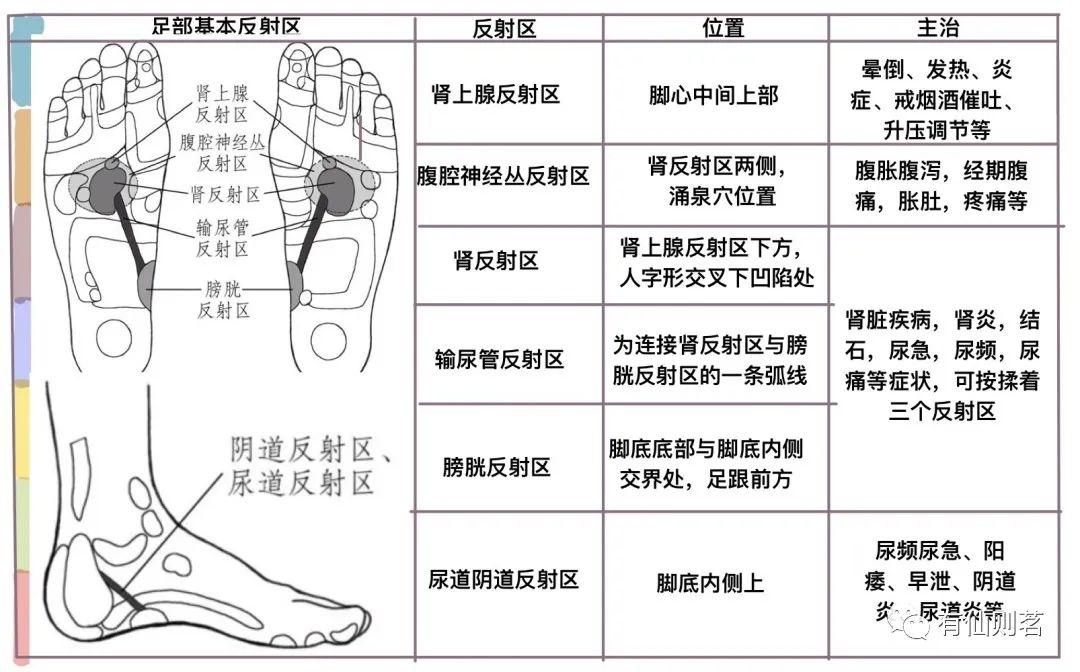 足部基本反射区
反射区
位置
主治
肾上腺
反射区
腹腔神经丛
反射区
肾反射区
输尿管
反射区
膀胱
反射区
阴道反射区、
尿道反射区
肾上腺反射区
脚心中间上部
晕倒、发热、炎
症、戒烟酒催吐、
升压调节等
腹腔神经丛反射区
肾反射区两侧，
涌泉穴位置
腹胀腹泻，经期腹
痛，胀肚，疼痛等
肾反射区
肾上腺反射区下方，
人字形交叉下凹陷处
肾脏疾病，肾炎，结
石，尿急，尿频，尿
痛等症状，可按揉着
三个反射区
输尿管反射区
为连接肾反射区与膀
胱反射区的一条弧线
膀胱反射区
脚底底部与脚底内侧
交界处，足跟前方
尿道阴道反射区
脚底内侧上
尿频尿急、阳
痿、早泄、阴道
炎、尿道炎等
有仙则茗